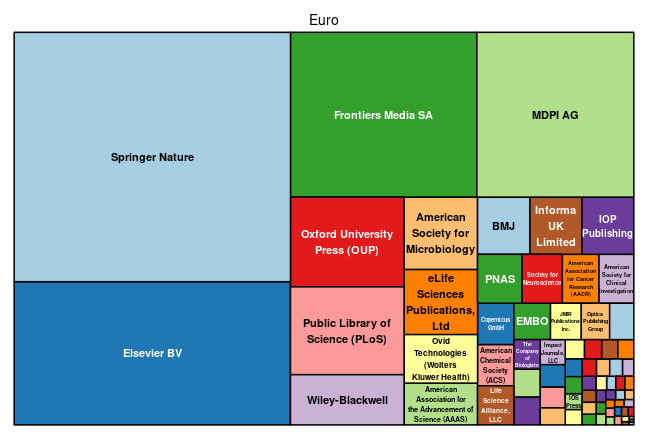 Euro
Springer Nature
Elsevier BV
Frontiers Media SA
MDPI AG
Oxford University
Press (OUP)
Public Library of
Science (PLoS)
Wiley-Blackwell
American
Society for
Microbiology
eLife
Sciences
Publications,
Ltd
Ovid
Technologies
(Wolters
Kluwer Health)
American
Association for
the Advancement of
Science (AAAS)
BMJ
Informa
UK
Limited
IOP
Publishing
PNAS
Society for
Neuroscience
American
Association
for Cancer
Research
(AACR)
American
Society for
Clinical
Investigation
Copernicus
GmbH
EMBO
JMIR
Publications
Inc.
Optica
Publishing
Group
American
Chemical
Society
(ACS)
Life
Science
Alliance,
LLC
The
Company
of
Biologists
Impact
Journals,
LLC
IOS
Press